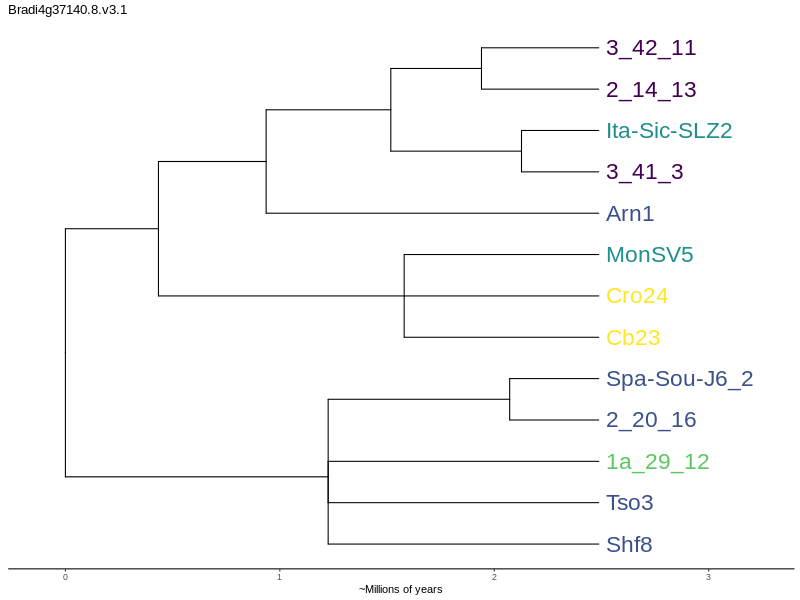 Bradi4g37140.8.v3.1
3_42_11
2_14_13
Ita-Sic-SLZ2
3_41_3
Arn1
MonSV5
Cro24
Cb23
Spa-Sou-J6_2
2_20_16
1a_29_12
Tso3
Shf8
0 1 2 3
~Millions of years